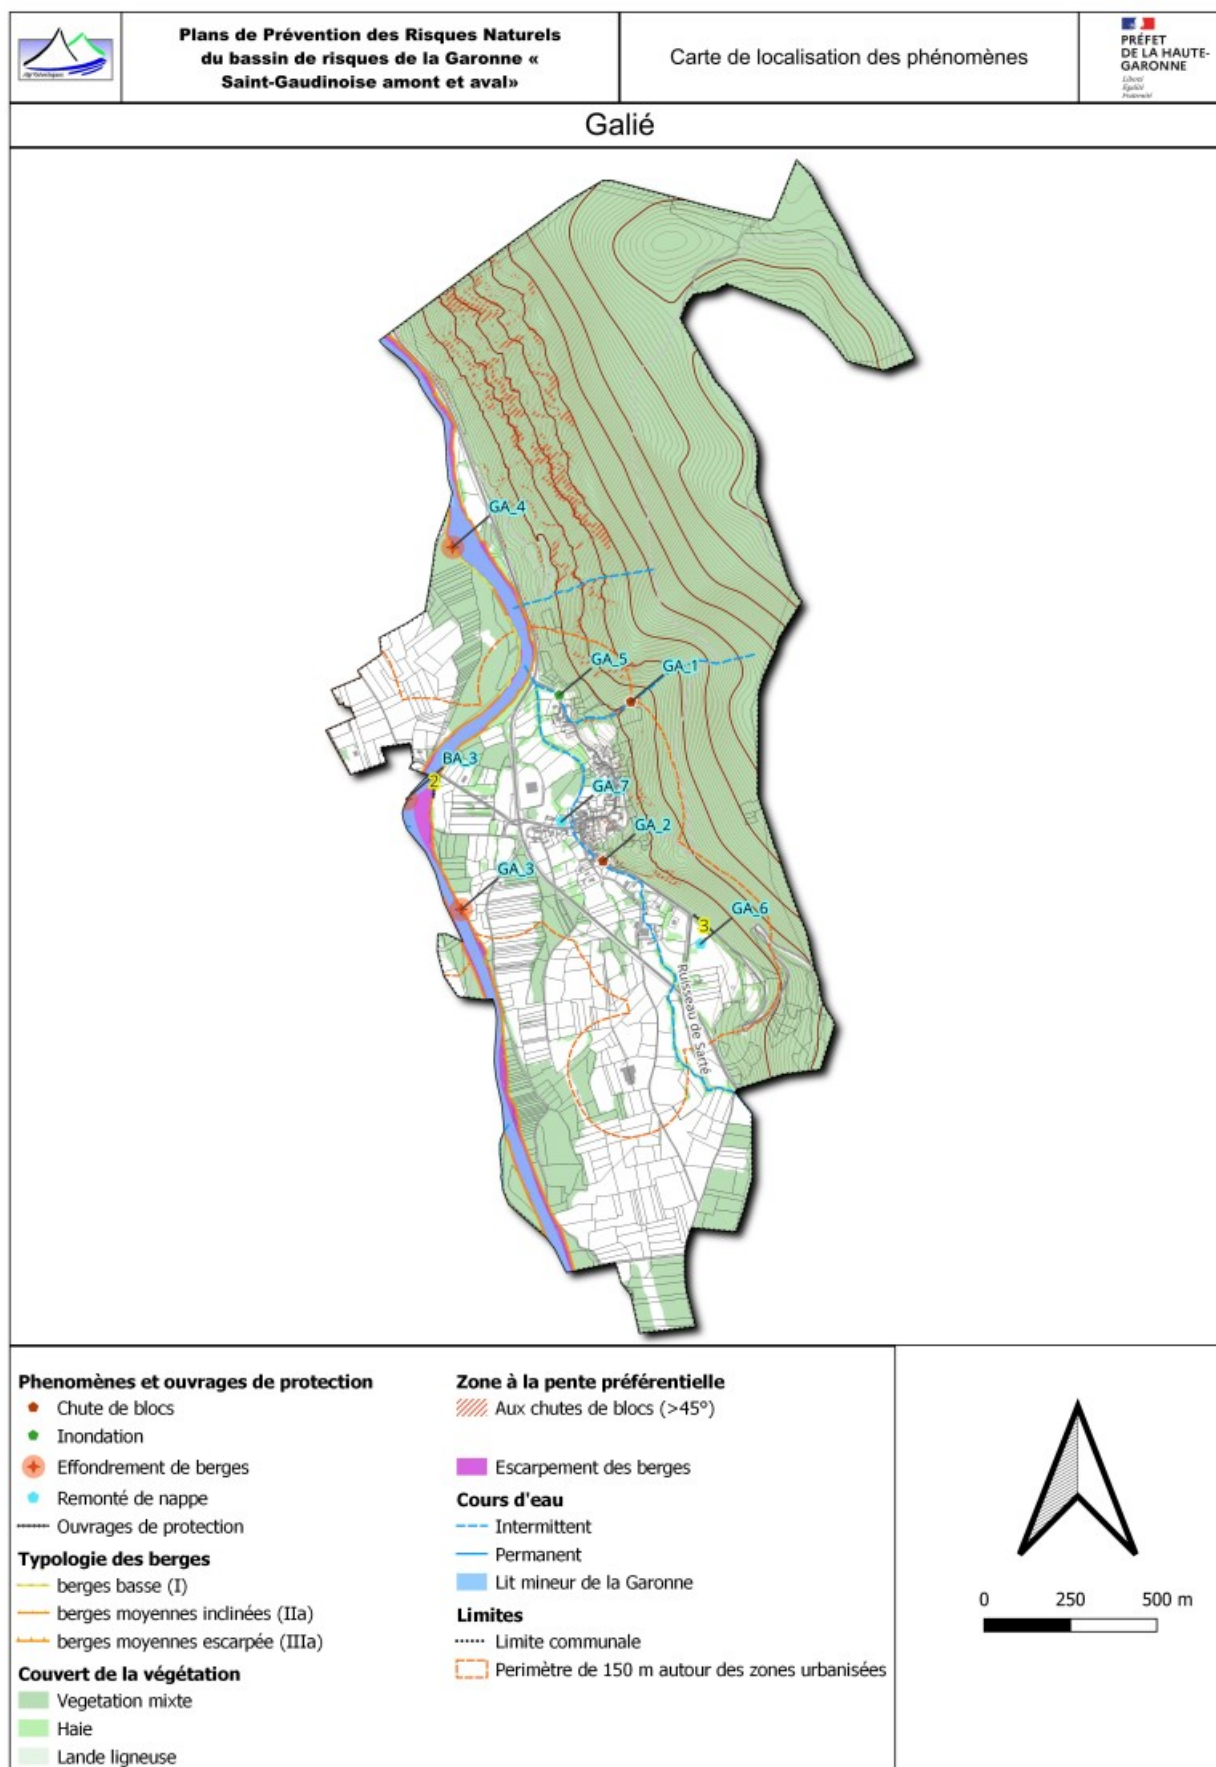 Plans de Prévention des Risques Naturels
du bassin de risques de la Garonne «
Saint-Gaudinoise amont et aval»
Carte de localisation des phénomènes
PRÉFET
DE LA HAUTE-
GARONNE
Liberté
Égalité
Fraternité
Galié
GA_4
GA_5
GA_1
BA_3
2
GA_7
GA_2
GA_3
GA_6
3
Ruisseau de Sarté
Phenomènes et ouvrages de protection
Chute de blocs
Inondation
Effondrement de berges
Remonté de nappe
Ouvrages de protection
Typologie des berges
berges basse (I)
berges moyennes inclinées (IIa)
berges moyennes escarpée (IIIa)
Couvert de la végétation
Vegetation mixte
Haie
Lande ligneuse
Zone à la pente préférentielle
Aux chutes de blocs (>45°)
Escarpement des berges
Cours d'eau
Intermittent
Permanent
Lit mineur de la Garonne
Limites
Limite communale
Perimètre de 150 m autour des zones urbanisées
0 250 500 m